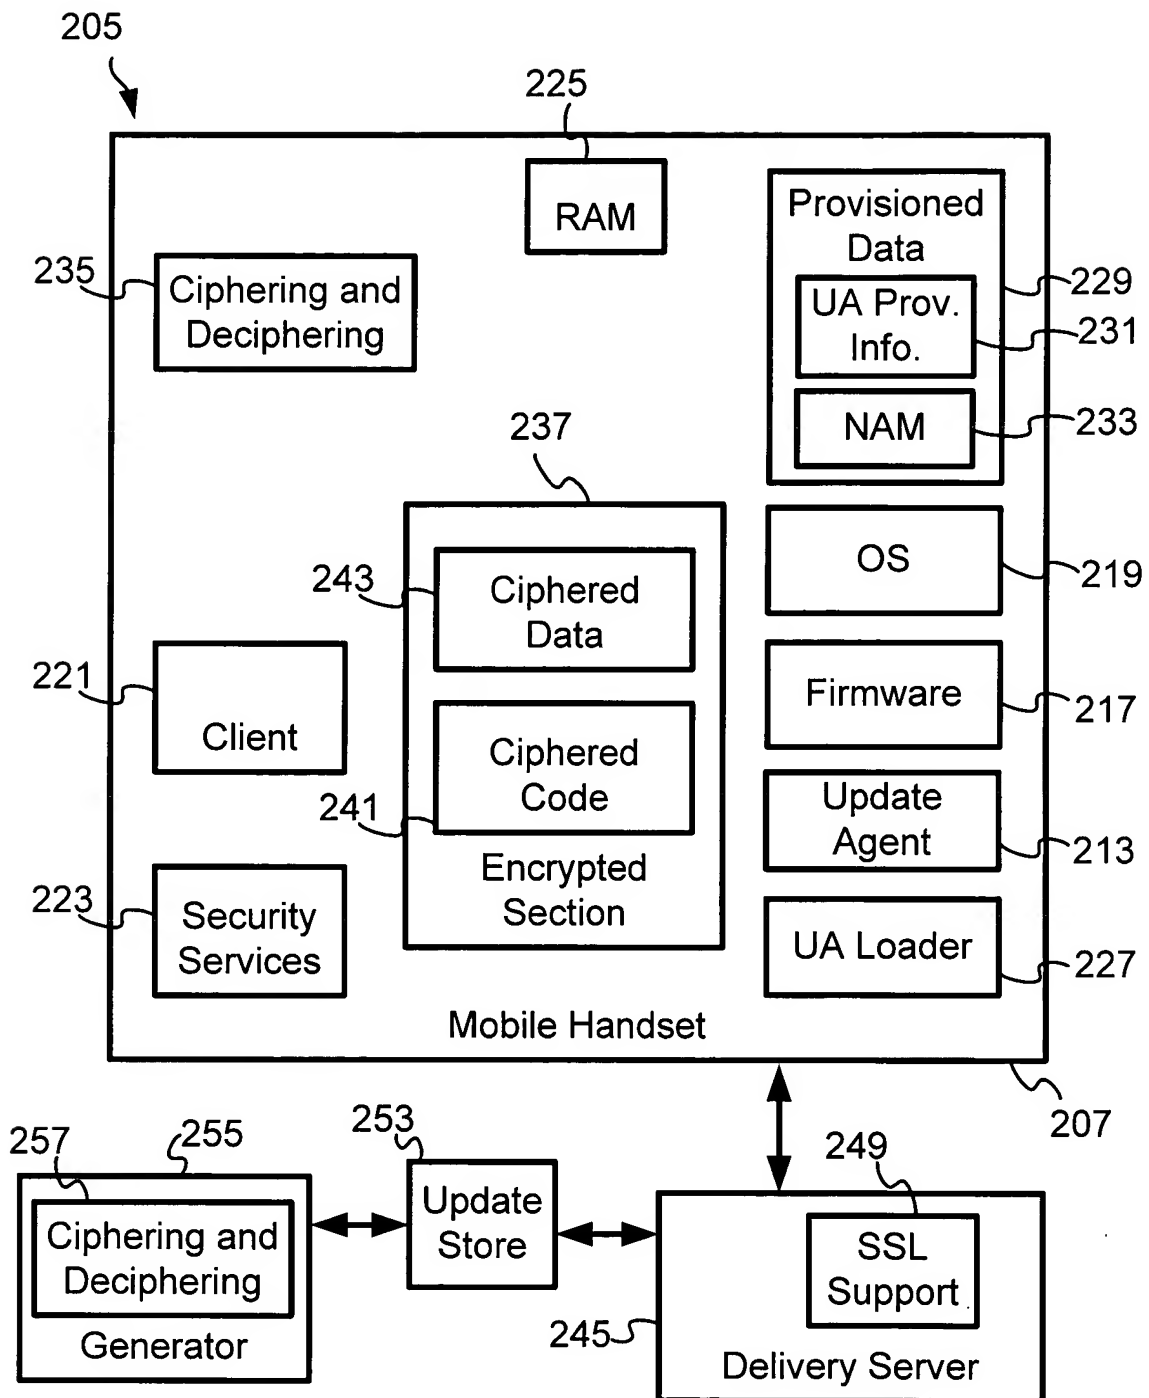 205
225
RAM
Provisioned
Data
229
UA Prov.
Info.
231
NAM
233
235
Ciphering and
Deciphering
237
OS
219
243
Ciphered
Data
221
Client
Firmware
217
Ciphered
Code
241
Update
Agent
213
Encrypted
Section
223
Security
Services
UA Loader
227
Mobile Handset
207
257
255
253
249
Ciphering and
Deciphering
Generator
Update
Store
SSL
Support
245
Delivery Server